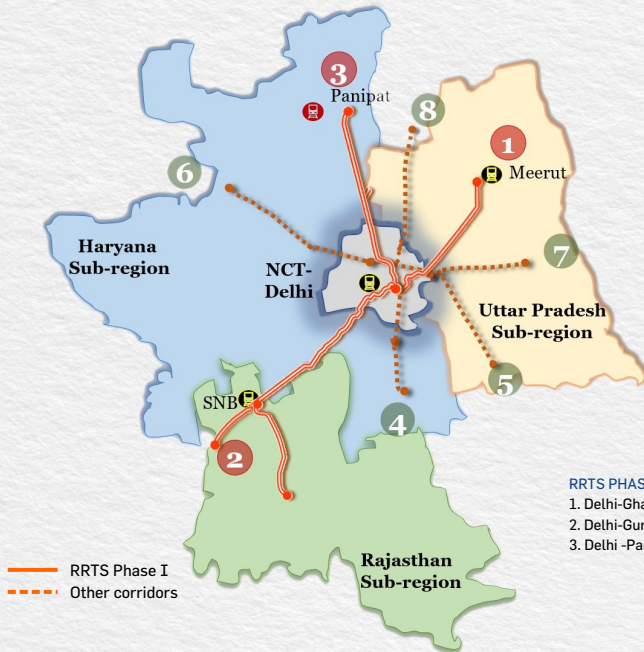 3
Panipat
8
1
Meerut
6
Haryana
Sub-region
NCT-
Delhi
7
Uttar Pradesh
Sub-region
5
SNB
4
2
RRTS PHAS
1. Delhi-Gha
2. Delhi-Gur
3. Delhi -Pa
Rajasthan
Sub-region
RRTS Phase I
Other corridors